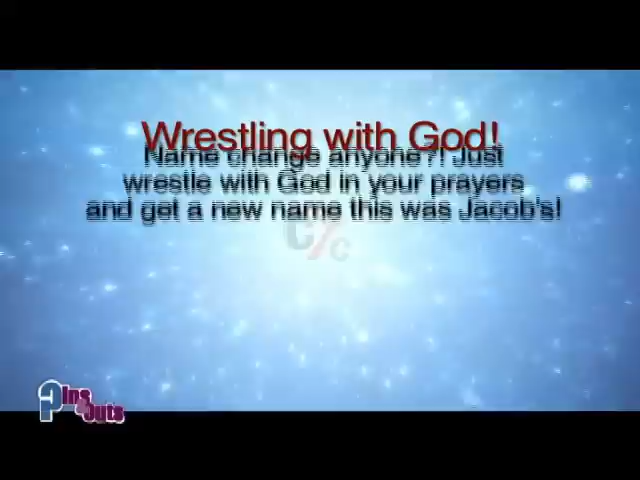 Wrestling with God!
Name change anyone?! Just
wrestle with God in your prayers
and get a new name this was Jacob's!
C/C
Ins
Outs